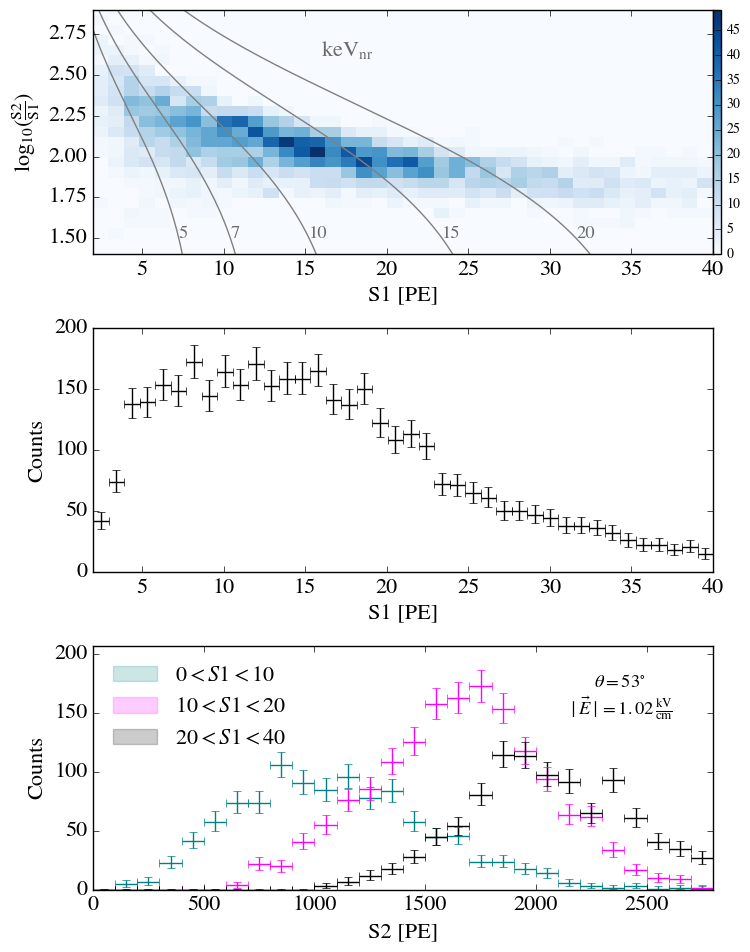 2.75
2.50
2.25
2.00
1.75
1.50
log₁₀(S2/S1)
keVₙᵣ
5 7 10 15 20
45
40
35
30
25
20
15
10
5
0
5 10 15 20 25 30 35 40
S1 [PE]
200
150
100
50
0
Counts
5 10 15 20 25 30 35 40
S1 [PE]
200
150
100
50
0
Counts
0 < S1 < 10
10 < S1 < 20
20 < S1 < 40
θ = 53°
| E⃗ | = 1.02 kV/cm
0 500 1000 1500 2000 2500
S2 [PE]